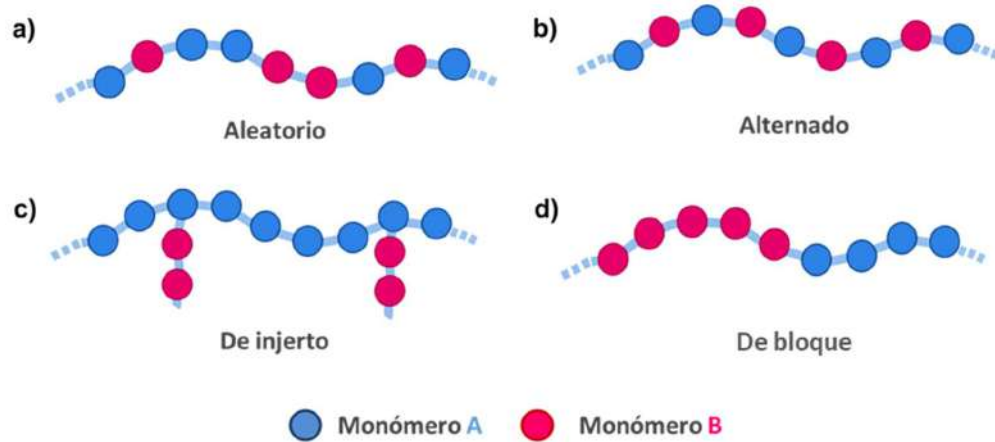 a)
Aleatorio
b)
Alternado
c)
De injerto
d)
De bloque
Monómero A
Monómero B